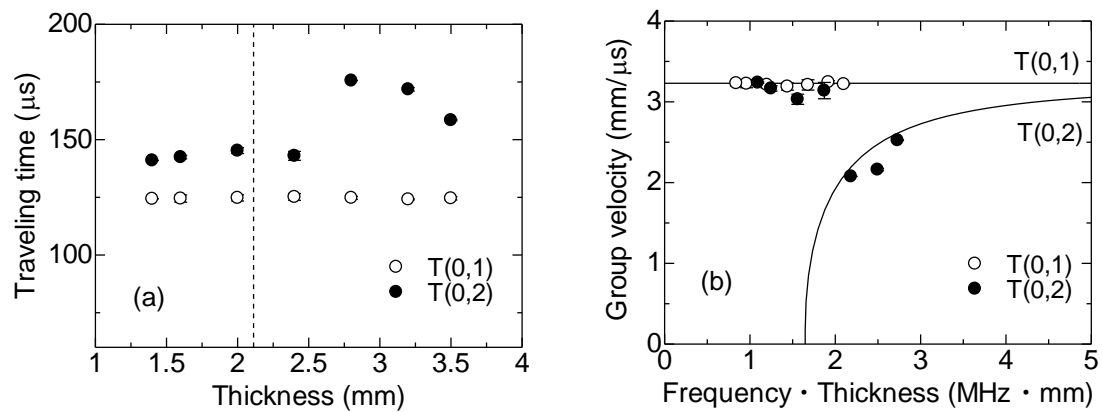 200
150
100
Traveling time (μs)
T(0,1)
T(0,2)
(a)
1
1.5
2
2.5
3
3.5
4
Thickness (mm)
4
3
2
1
0
Group velocity (mm/μs)
T(0,1)
T(0,2)
T(0,1)
T(0,2)
(b)
0
1
2
3
4
5
Frequency・Thickness (MHz・mm)